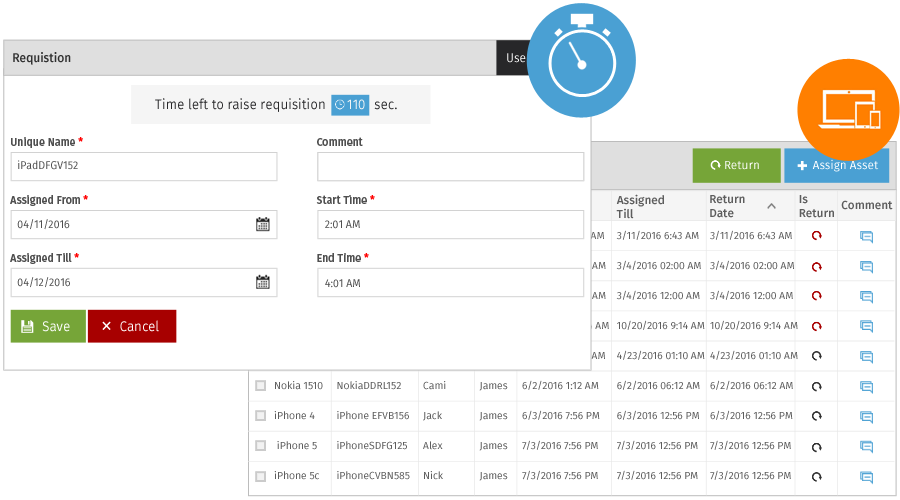 Requistion
Use
Time left to raise requisition 110 sec.
Unique Name *
Comment
iPadDFGV152
Assigned From *
Start Time *
04/11/2016
2:01 AM
Assigned Till *
End Time *
04/12/2016
4:01 AM
Save
Cancel
Return
Assign Asset
Assigned Till
Return Date
Is Return
Comment
AM 3/11/2016 6:43 AM 3/11/2016 6:43 AM
AM 3/4/2016 02:00 AM 3/4/2016 02:00 AM
AM 3/4/2016 12:00 AM 3/4/2016 12:00 AM
AM 10/20/2016 9:14 AM 10/20/2016 9:14 AM
AM 4/23/2016 01:10 AM 4/23/2016 01:10 AM
Nokia 1510 NokiaDDRL152 Cami James 6/2/2016 1:12 AM 6/2/2016 06:12 AM 6/2/2016 06:12 AM
iPhone 4 iPhone EFVB156 Jack James 6/3/2016 7:56 PM 6/3/2016 12:56 PM 6/3/2016 12:56 PM
iPhone 5 iPhoneSDFG125 Alex James 7/3/2016 7:56 PM 7/3/2016 12:56 PM 7/3/2016 12:56 PM
iPhone 5c iPhoneCVBN585 Nick James 7/3/2016 7:56 PM 7/3/2016 12:56 PM 7/3/2016 12:56 PM